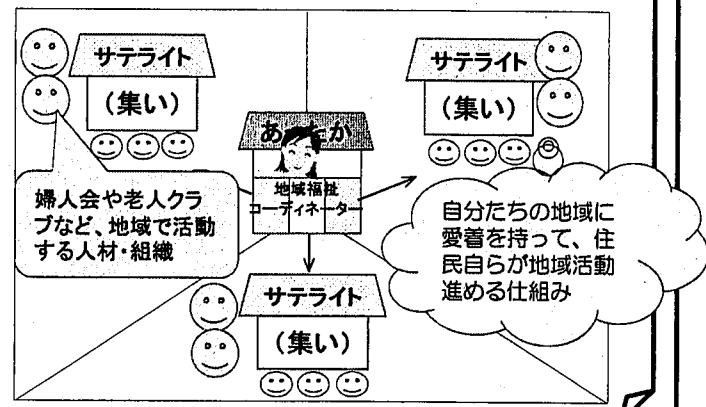 サテライト
(集い)
サテライト
(集い)
地域福祉
コーディネーター
婦人会や老人クラ
ブなど、地域で活動
する人材・組織
自分たちの地域に
愛着を持って、住
民自らが地域活動
進める仕組み
サテライト
(集い)